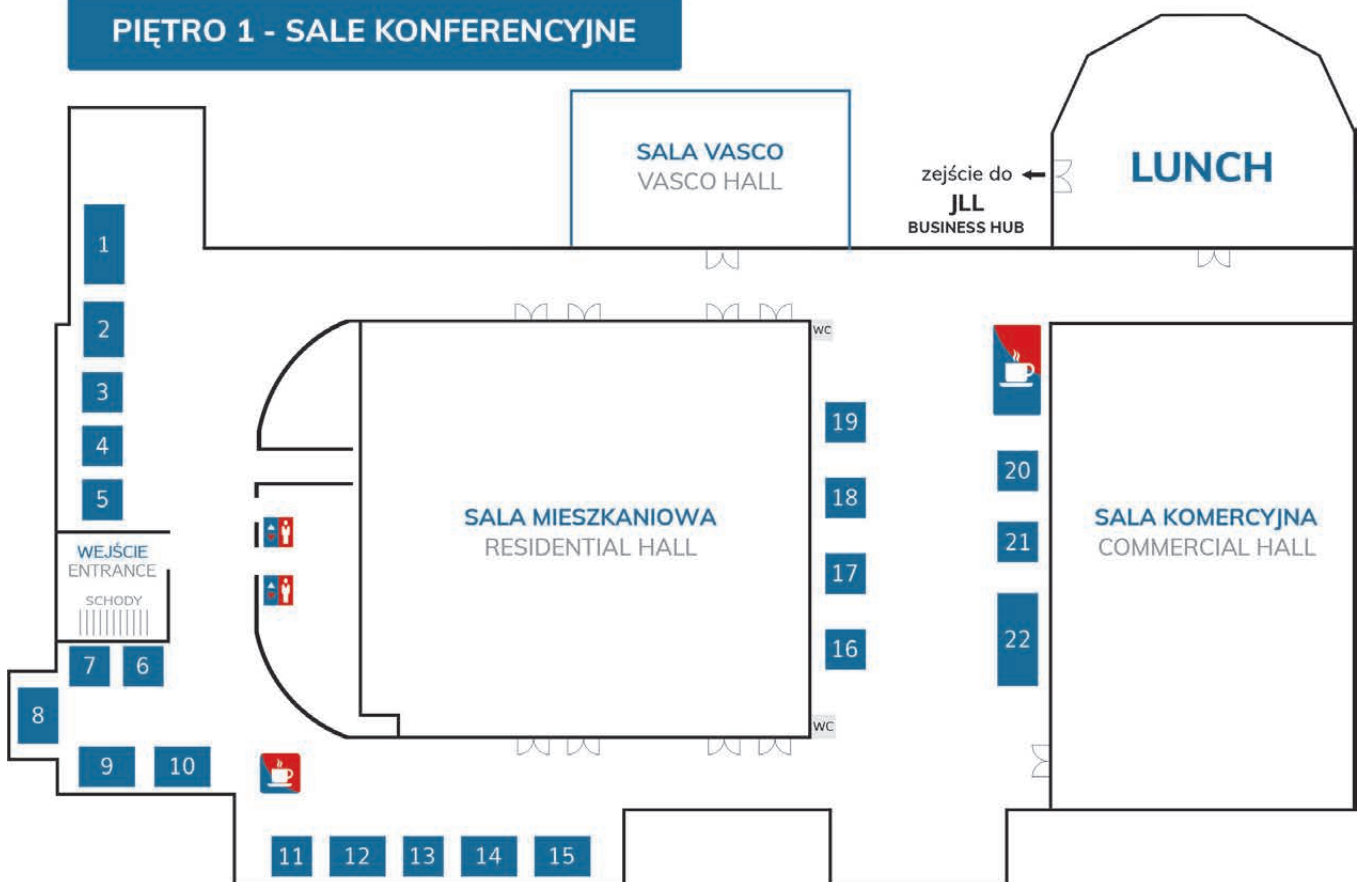 PIĘTRO 1 - SALE KONFERENCYJNE
SALA VASCO
VASCO HALL
zejście do
JLL
BUSINESS HUB
LUNCH
1
2
3
4
5
WEJŚCIE
ENTRANCE
SCHODY
7
6
8
9
10
11
12
13
14
15
SALA MIESZKANIOWA
RESIDENTIAL HALL
WC
19
18
17
16
WC
20
21
22
SALA KOMERCYJNA
COMMERCIAL HALL